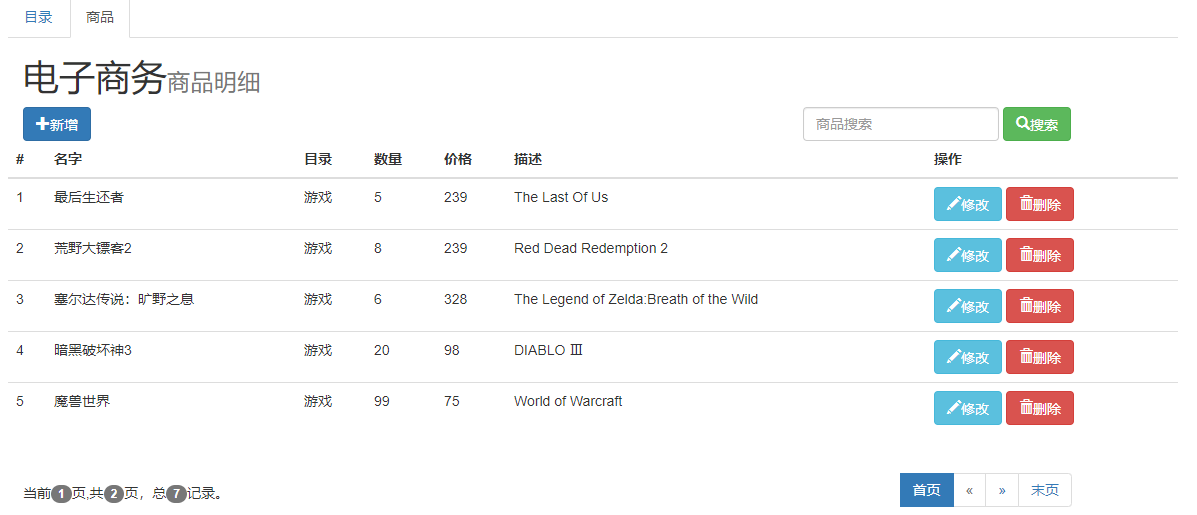 目录 商品
电子商务商品明细
新增 商品搜索 搜索
# 名字 目录 数量 价格 描述 操作
1 最后生还者 游戏 5 239 The Last Of Us 修改 删除
2 荒野大镖客2 游戏 8 239 Red Dead Redemption 2 修改 删除
3 塞尔达传说：旷野之息 游戏 6 328 The Legend of Zelda:Breath of the Wild 修改 删除
4 暗黑破坏神3 游戏 20 98 DIABLO Ⅲ 修改 删除
5 魔兽世界 游戏 99 75 World of Warcraft 修改 删除
当前1页,共2页，总7记录。 首页 « » 末页